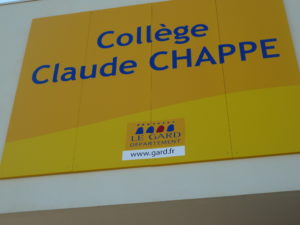 Collège
Claude CHAPPE
LE GARD
DÉPARTEMENT
www.gard.fr